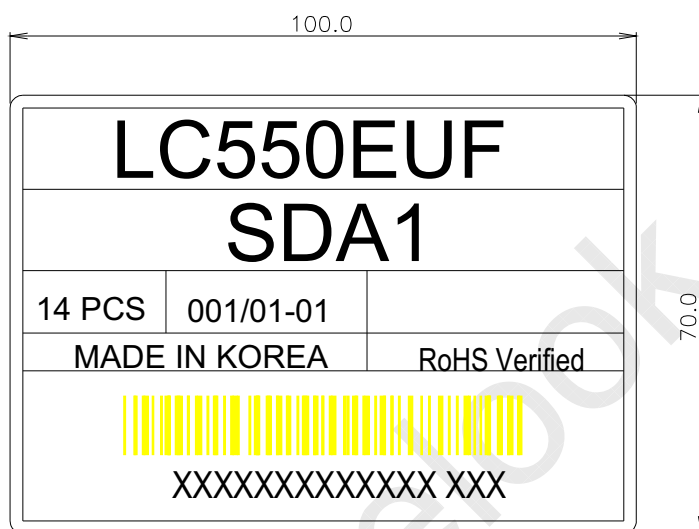 100.0
LC550EUF
SDA1
14 PCS 001/01-01
70.0
MADE IN KOREA RoHS Verified
XXXXXXXXXXXXX XXX